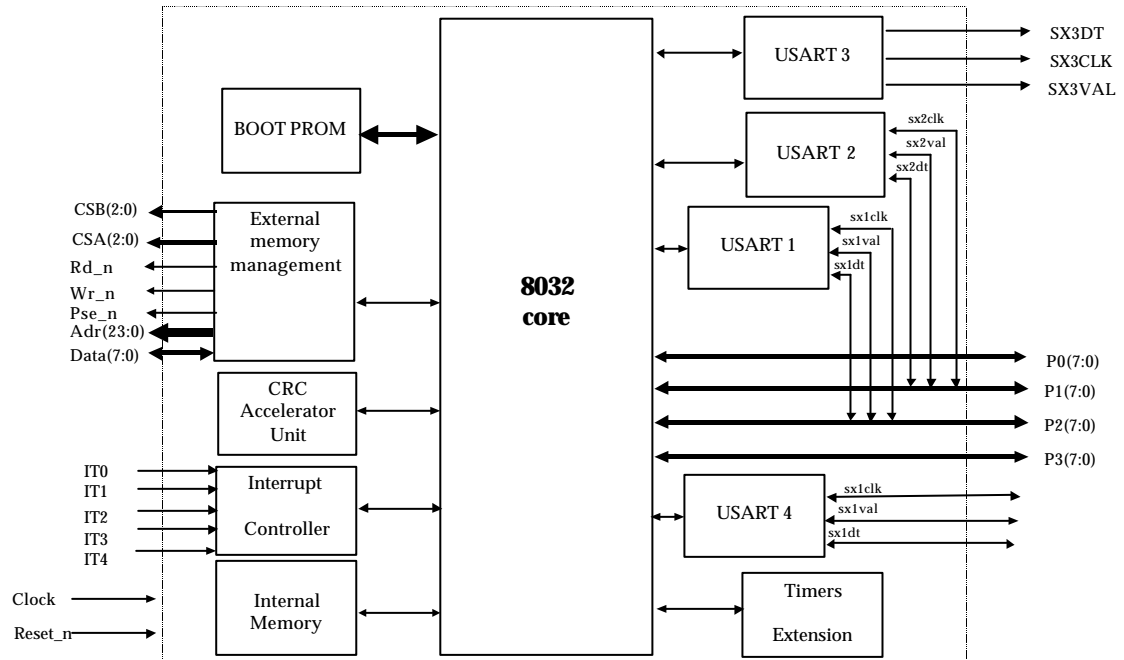 BOOT PROM
CSB(2:0)
CSA(2:0)
Rd_n
Wr_n
Pse_n
Adr(23:0)
Data(7:0)
External
memory
management
CRC
Accelerator
Unit
IT0
IT1
IT2
IT3
IT4
Interrupt
Controller
Clock
Reset_n
Internal
Memory
8032
core
USART 3
SX3DT
SX3CLK
SX3VAL
USART 2
sx2clk
sx2val
sx2dt
USART 1
sx1clk
sx1val
sx1dt
P0(7:0)
P1(7:0)
P2(7:0)
P3(7:0)
USART 4
sx1clk
sx1val
sx1dt
Timers
Extension